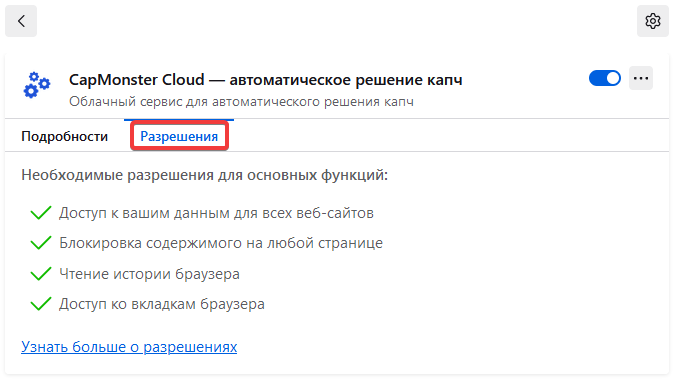 CapMonster Cloud — автоматическое решение капч
Облачный сервис для автоматического решения капч
Подробности
Разрешения
Необходимые разрешения для основных функций:
Доступ к вашим данным для всех веб-сайтов
Блокировка содержимого на любой странице
Чтение истории браузера
Доступ ко вкладкам браузера
Узнать больше о разрешениях